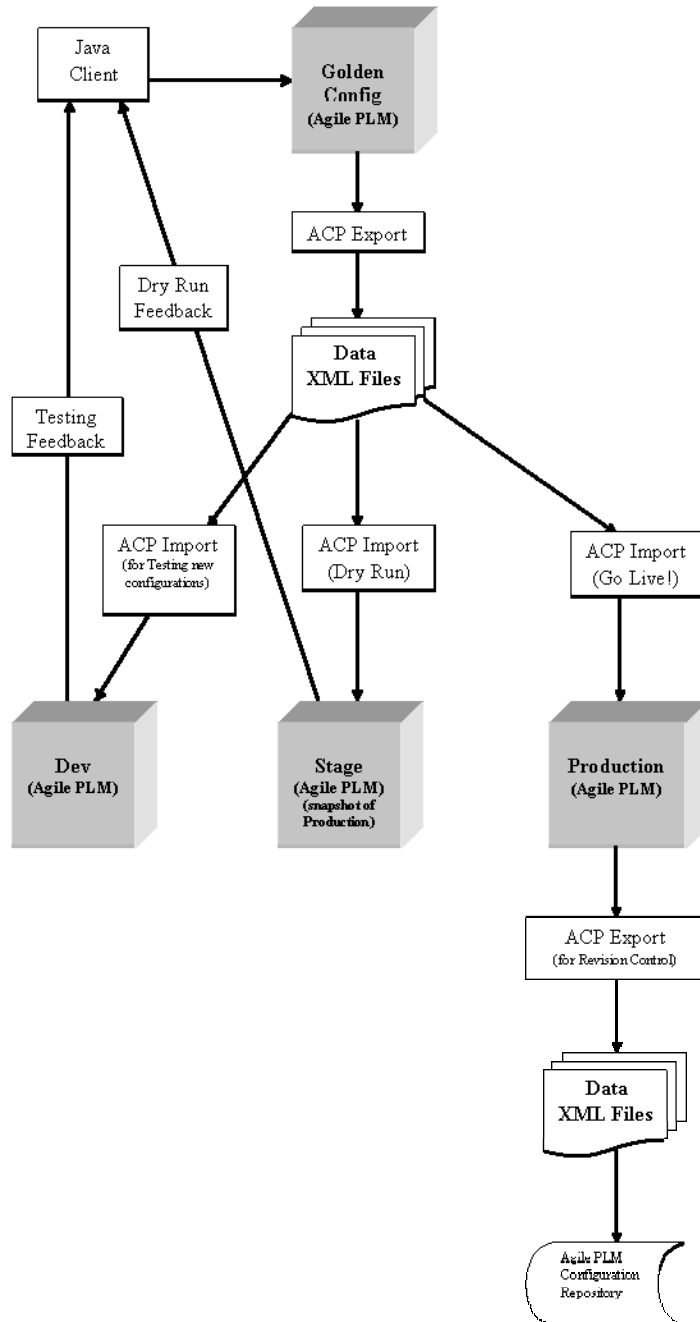 Java
Client
Golden
Config
(Agile PLM)
ACP Export
Dry Run
Feedback
Data
XML Files
Testing
Feedback
ACP Import
(for Testing new
configurations)
ACP Import
(Dry Run)
ACP Import
(Go Live!)
Dev
(Agile PLM)
Stage
(Agile PLM)
(snapshot of
Production)
Production
(Agile PLM)
ACP Export
(for Revision Control)
Data
XML Files
Agile PLM
Configuration
Repository